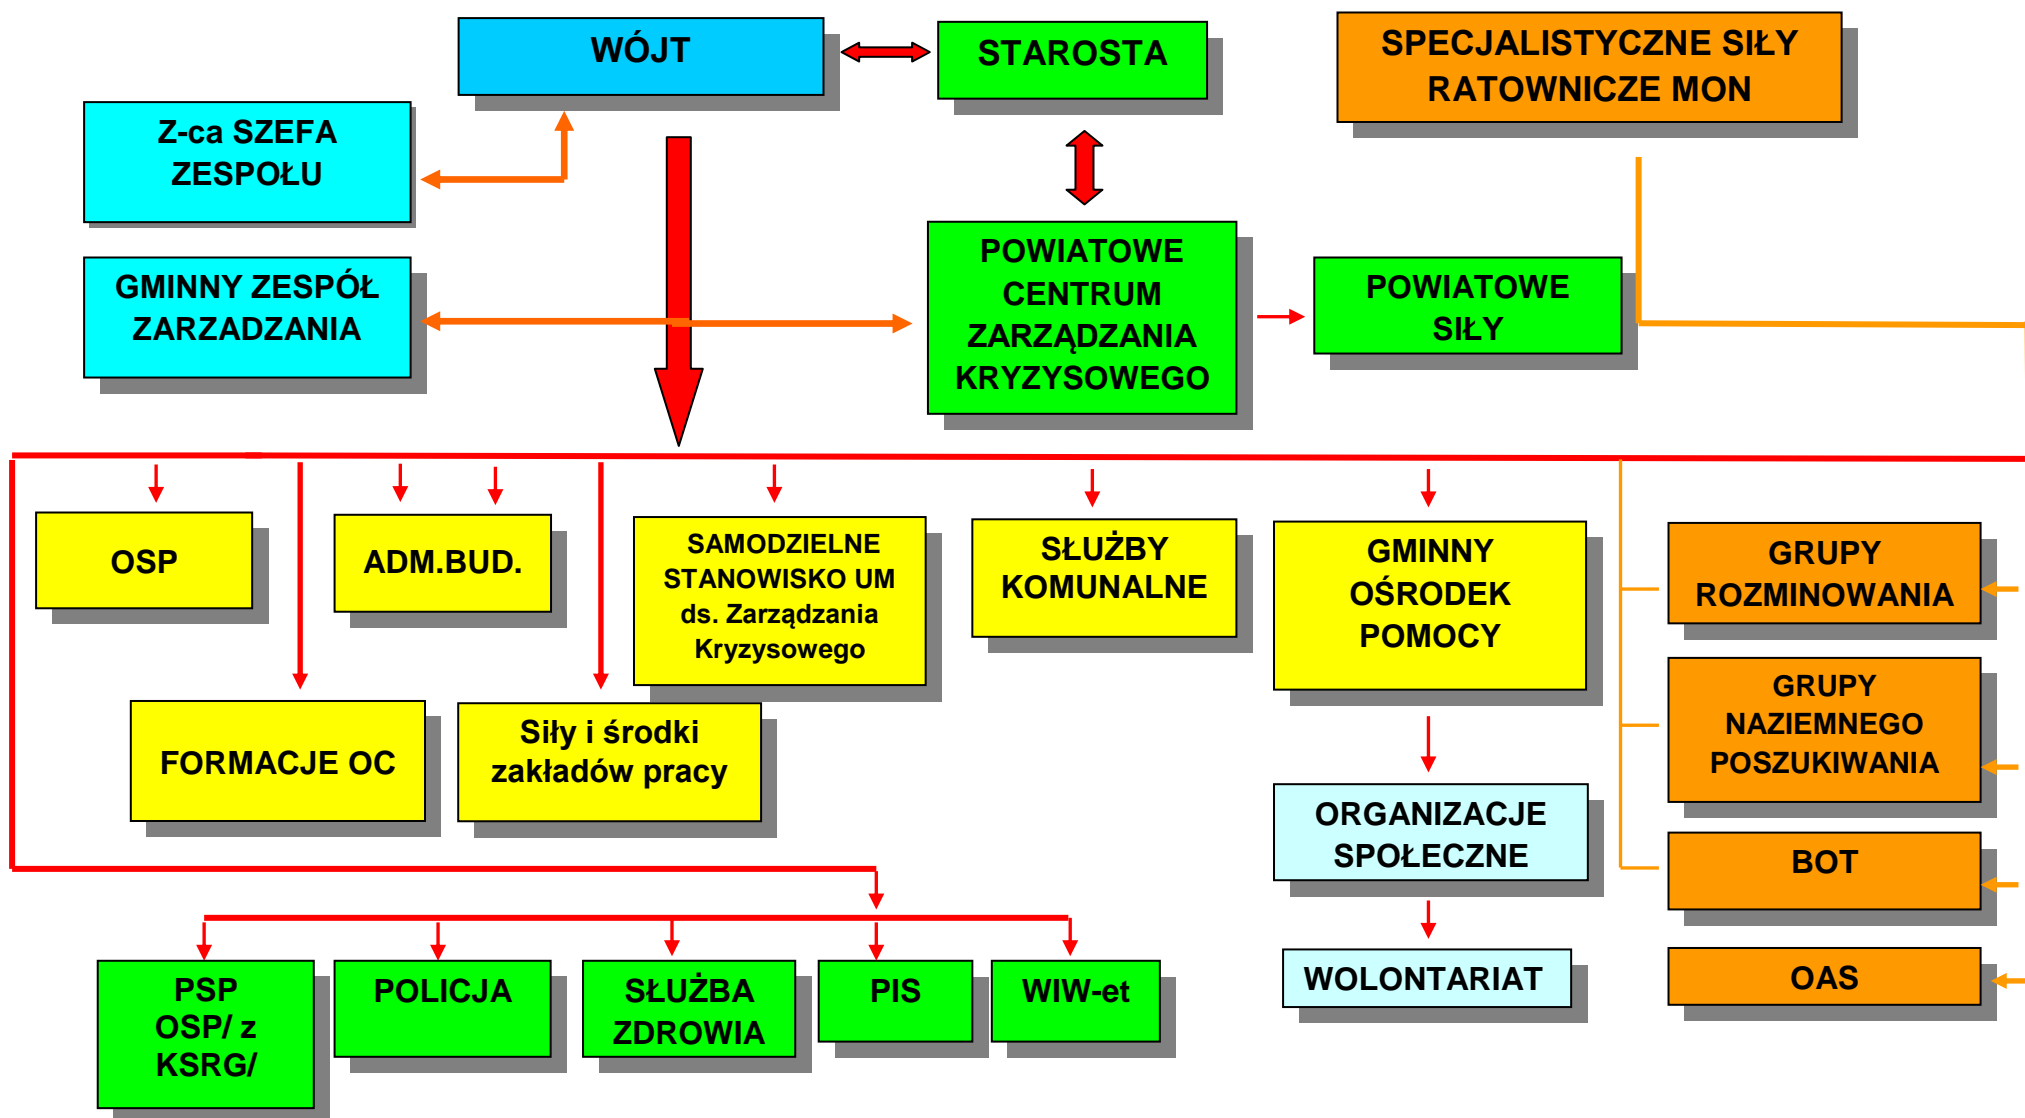 WÓJT
STAROSTA
SPECJALISTYCZNE SIŁY
RATOWNICZE MON
Z-ca SZEFA
ZESPOŁU
GMINNY ZESPÓŁ
ZARZADZANIA
POWIATOWE
CENTRUM
ZARZĄDZANIA
KRYZYSOWEGO
POWIATOWE
SIŁY
OSP
ADM.BUD.
SAMODZIELNE
STANOWISKO UM
ds. Zarządzania
Kryzysowego
SŁUŻBY
KOMUNALNE
GMINNY
OŚRODEK
POMOCY
GRUPY
ROZMINOWANIA
FORMACJE OC
Siły i środki
zakładów pracy
GRUPY
NAZIEMNEGO
POSZUKIWANIA
ORGANIZACJE
SPOŁECZNE
BOT
WOLONTARIAT
OAS
PSP
OSP/ z
KSRG/
POLICJA
SŁUŻBA
ZDROWIA
PIS
WIW-et